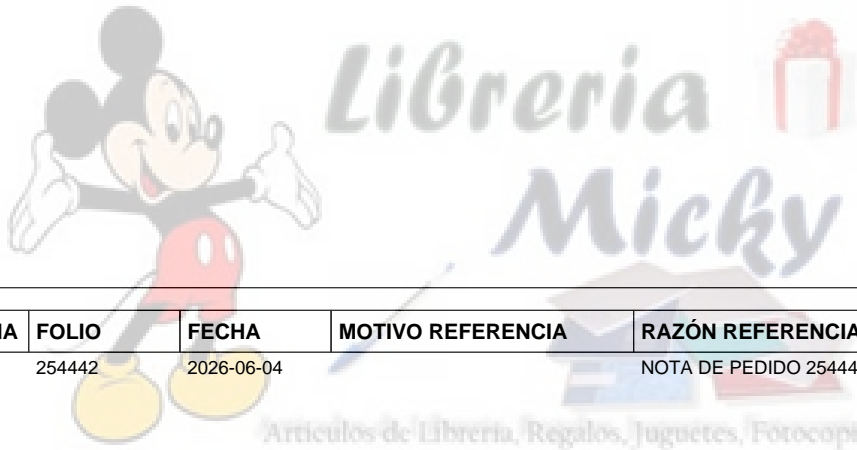 Libreria
Micky
IA FOLIO FECHA MOTIVO REFERENCIA RAZÓN REFERENCIA
254442 2026-06-04 NOTA DE PEDIDO 25444
Articulos de Libreria, Regalos, Juguetes, Fotocopi